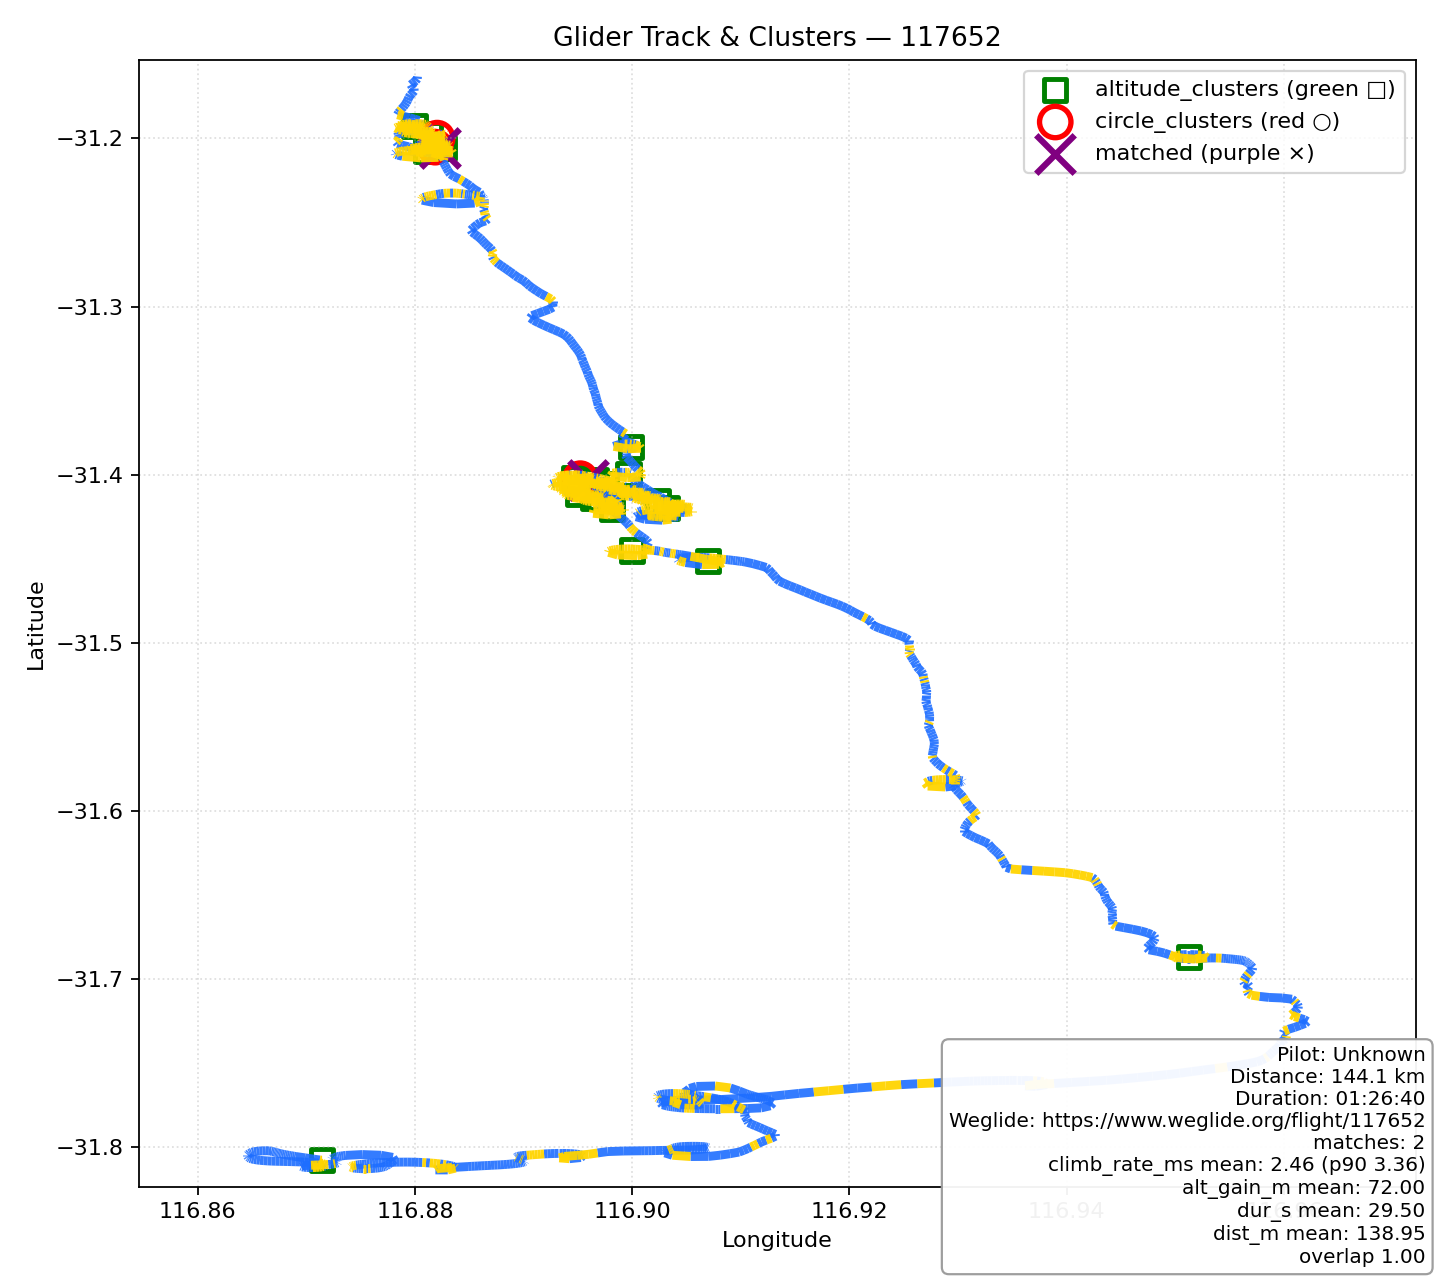 Glider Track & Clusters — 117652
altitude_clusters (green □)
circle_clusters (red ○)
matched (purple ×)
Latitude
−31.2
−31.3
−31.4
−31.5
−31.6
−31.7
−31.8
116.86
116.88
116.90
116.92
116.94
Longitude
Pilot: Unknown
Distance: 144.1 km
Duration: 01:26:40
Weglide: https://www.weglide.org/flight/117652
matches: 2
climb_rate_ms mean: 2.46 (p90 3.36)
alt_gain_m mean: 72.00
dur_s mean: 29.50
dist_m mean: 138.95
overlap 1.00